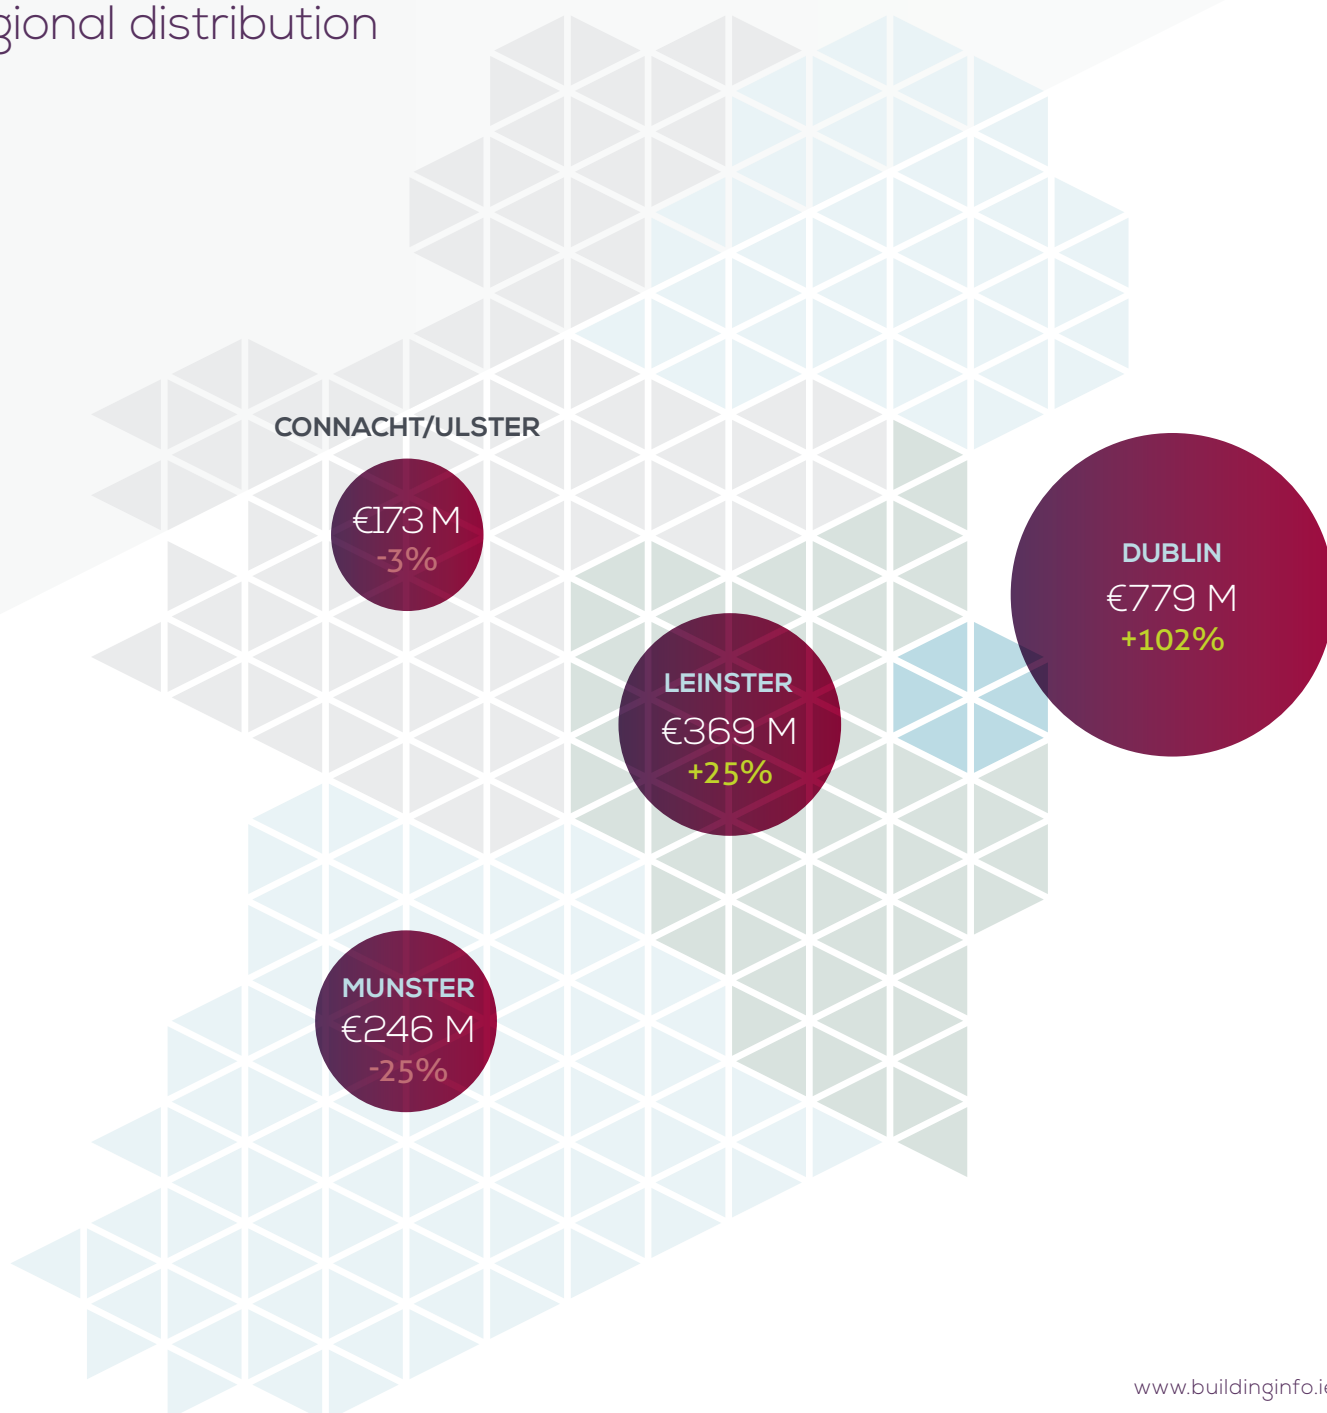 gional distribution
CONNACHT/ULSTER
€173 M
-3%
DUBLIN
€779 M
+102%
LEINSTER
€369 M
+25%
MUNSTER
€246 M
-25%
www.buildinginfo.ie